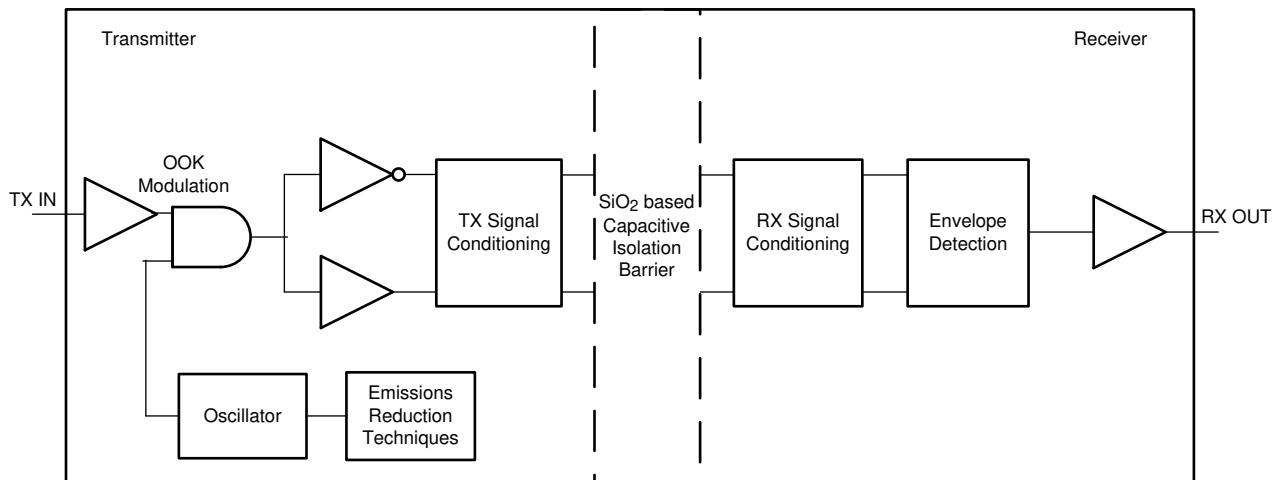 Transmitter
Receiver
OOK
Modulation
TX IN
TX Signal
Conditioning
SiO2 based
Capacitive
Isolation
Barrier
RX Signal
Conditioning
Envelope
Detection
RX OUT
Oscillator
Emissions
Reduction
Techniques